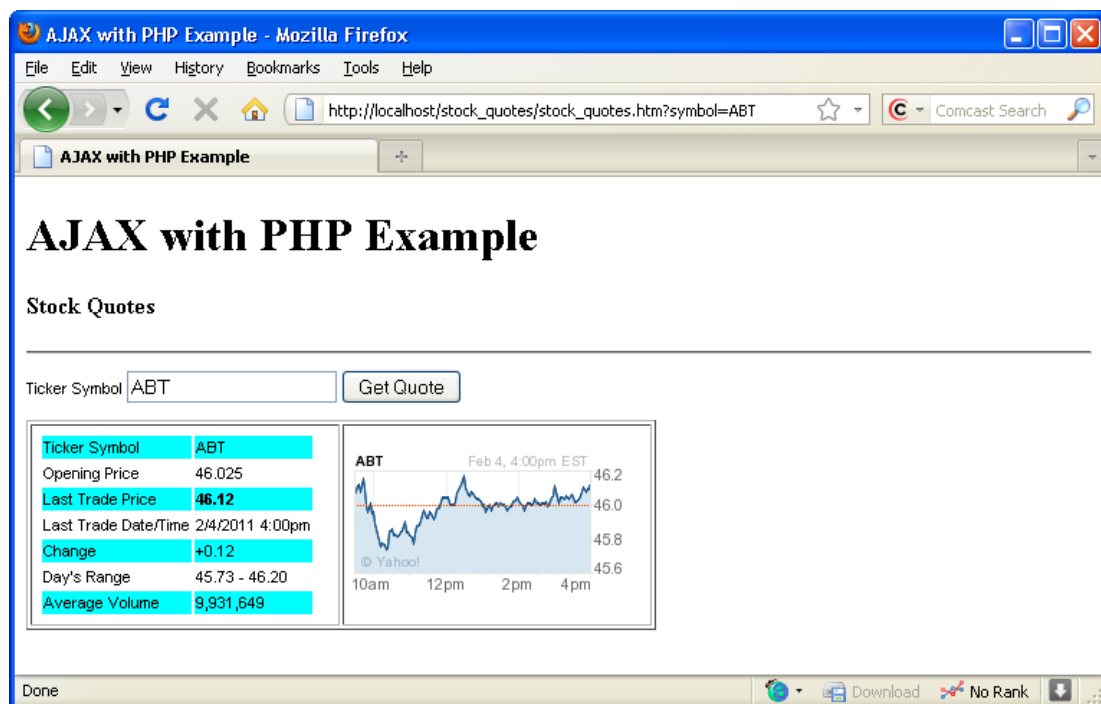 AJAX with PHP Example - Mozilla Firefox
File Edit View History Bookmarks Tools Help
http://localhost/stock_quotes/stock_quotes.htm?symbol=ABT
C Comcast Search
AJAX with PHP Example
AJAX with PHP Example
Stock Quotes
Ticker Symbol ABT Get Quote
Ticker Symbol ABT
Opening Price 46.025
Last Trade Price 46.12
Last Trade Date/Time 2/4/2011 4:00pm
Change +0.12
Day's Range 45.73 - 46.20
Average Volume 9,931,649
ABT Feb 4, 4:00pm EST
46.2
46.0
45.8
45.6
© Yahoo!
10am 12pm 2pm 4pm
Done Download No Rank